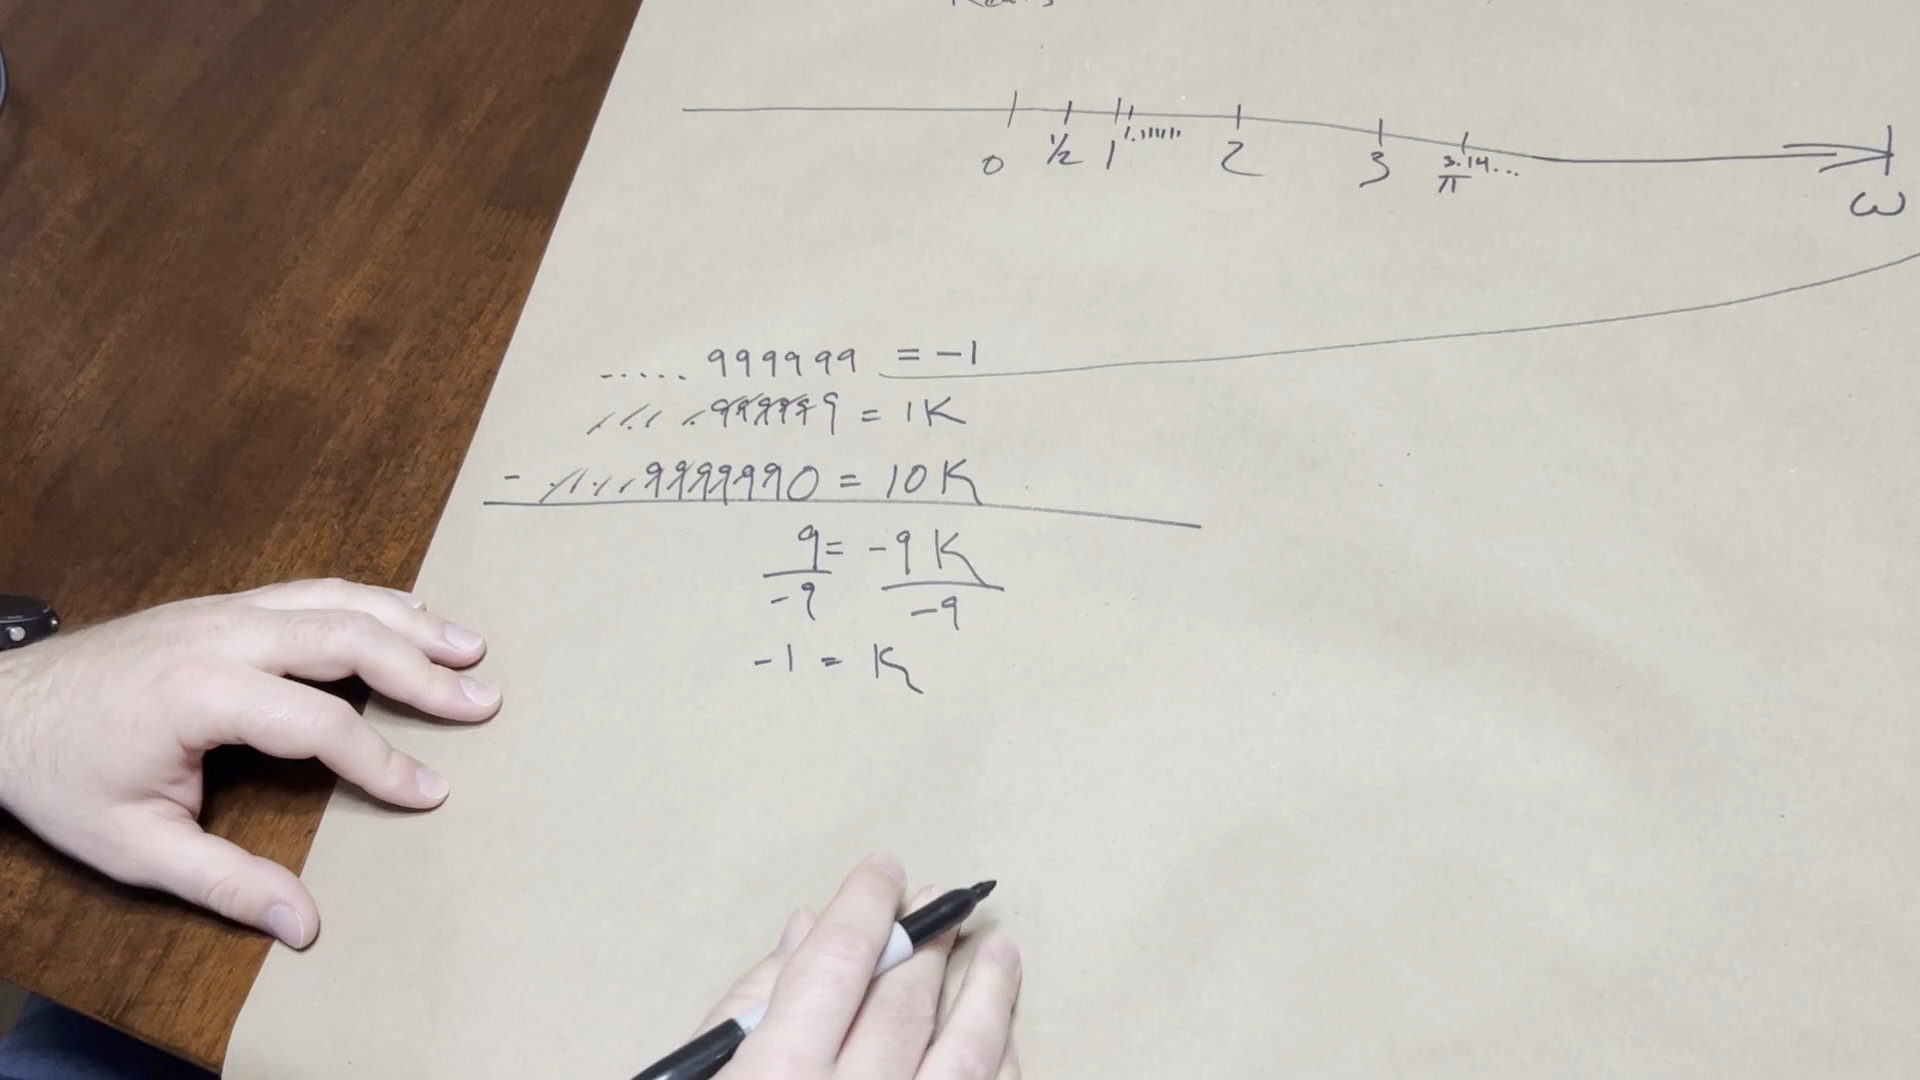 0 ½ 1 1.111111 2 3 3.14...
π
ω
..... 999999 = -1
.... .999999 = 1K
- .....9999990 = 10K
9 = -9K
-9 -9
-1 = K